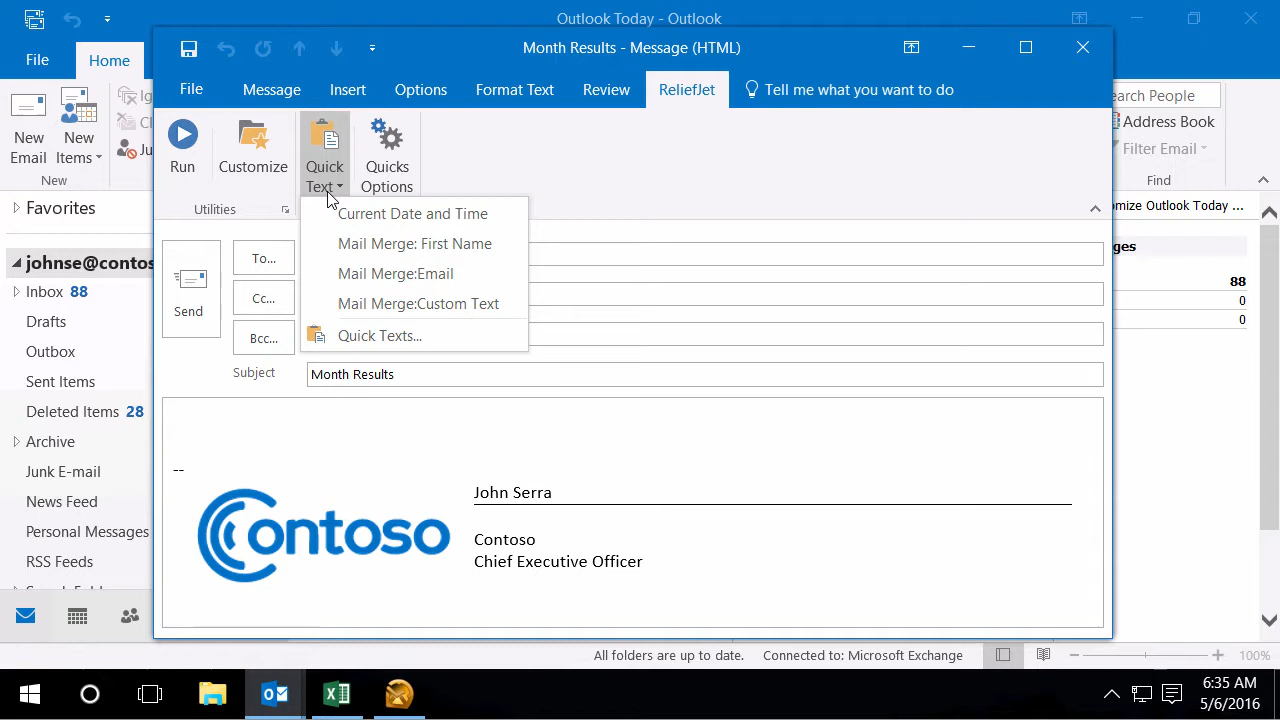 Outlook Today - Outlook
File
Home
Month Results - Message (HTML)
File
Message
Insert
Options
Format Text
Review
ReliefJet
Tell me what you want to do
New
Email
New
Items
New
Run
Customize
Quick
Text
Quicks
Options
Utilities
Address Book
Filter Email
Find
Current Date and Time
Mail Merge: First Name
Mail Merge:Email
Mail Merge:Custom Text
Quick Texts...
Favorites
Outlook Today ...
johnse@contos
Inbox 88
Drafts
Outbox
Sent Items
Deleted Items 28
Archive
Junk E-mail
News Feed
Personal Messages
RSS Feeds
88
0
0
Send
To...
Cc...
Bcc...
Subject
Month Results
--
Contoso
John Serra
Contoso
Chief Executive Officer
All folders are up to date.
Connected to: Microsoft Exchange
100%
6:35 AM
5/6/2016